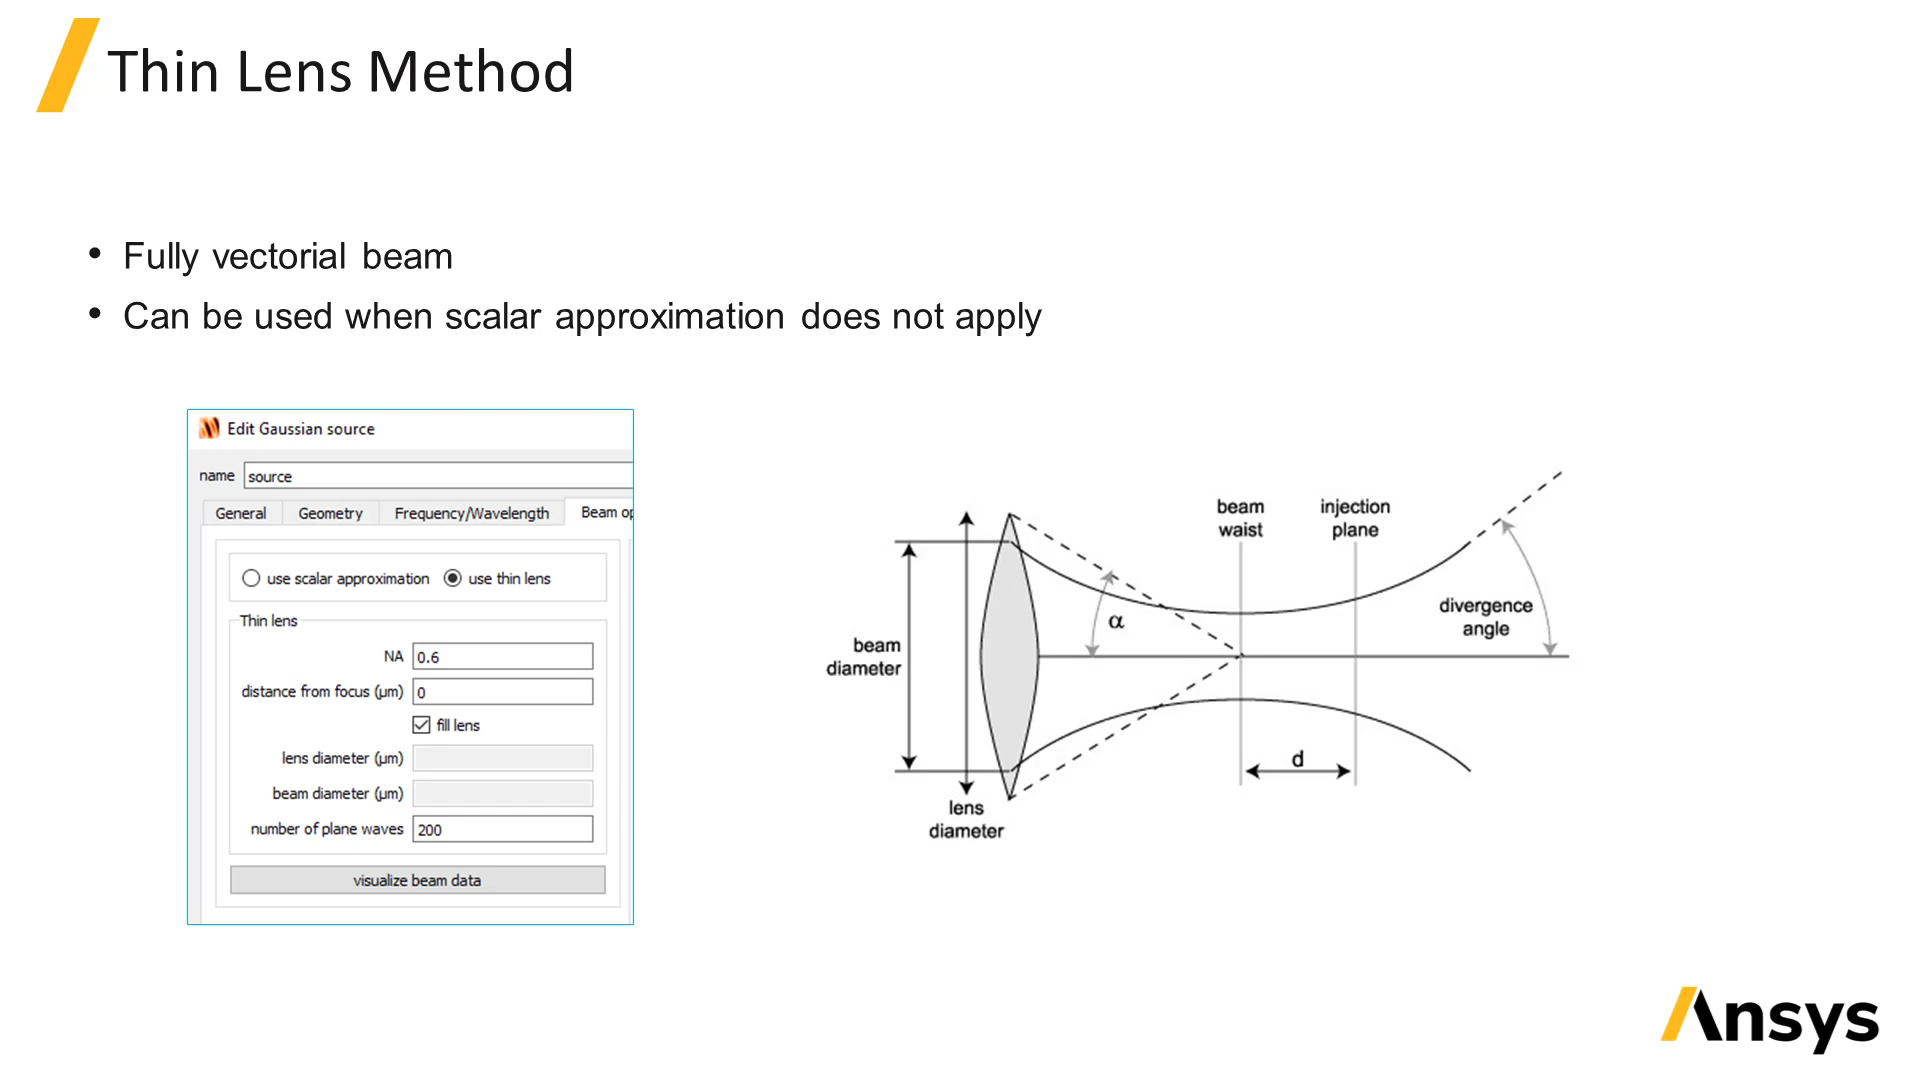 Thin Lens Method
• Fully vectorial beam
• Can be used when scalar approximation does not apply
Edit Gaussian source
name source
General Geometry Frequency/Wavelength Beam op
use scalar approximation use thin lens
Thin lens
NA 0.6
distance from focus (µm) 0
fill lens
lens diameter (µm)
beam diameter (µm)
number of plane waves 200
visualize beam data
beam
waist
injection
plane
α
divergence
angle
beam
diameter
d
lens
diameter
Ansys